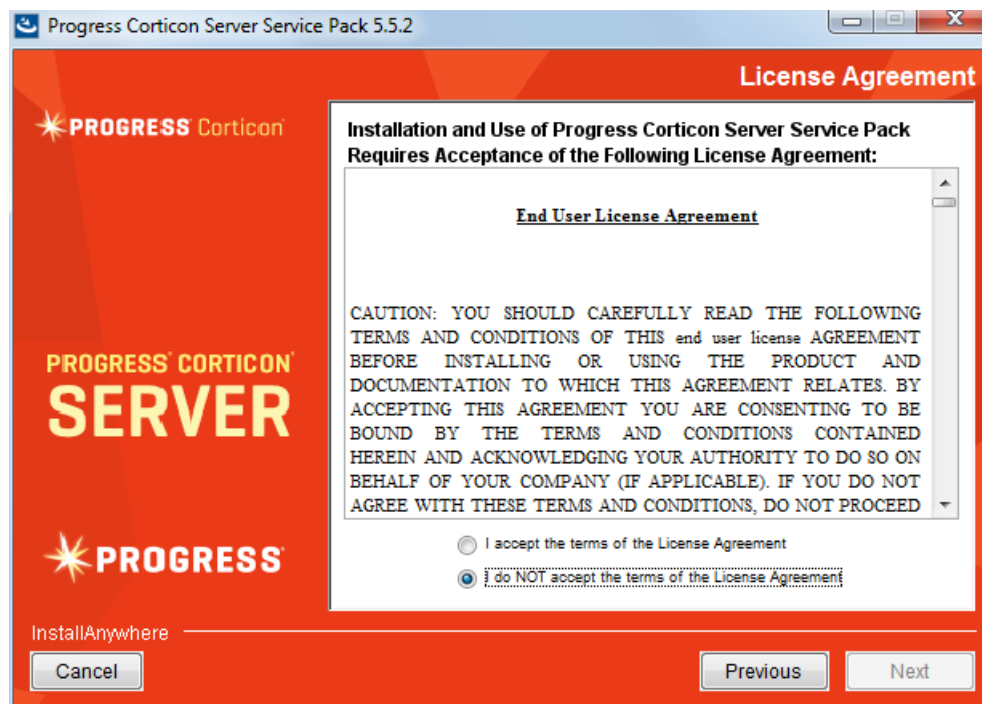 Progress Corticon Server Service Pack 5.5.2
License Agreement
PROGRESS Corticon
Installation and Use of Progress Corticon Server Service Pack
Requires Acceptance of the Following License Agreement:
End User License Agreement
CAUTION: YOU SHOULD CAREFULLY READ THE FOLLOWING
TERMS AND CONDITIONS OF THIS end user license AGREEMENT
BEFORE INSTALLING OR USING THE PRODUCT AND
DOCUMENTATION TO WHICH THIS AGREEMENT RELATES. BY
ACCEPTING THIS AGREEMENT YOU ARE CONSENTING TO BE
BOUND BY THE TERMS AND CONDITIONS CONTAINED
HEREIN AND ACKNOWLEDGING YOUR AUTHORITY TO DO SO ON
BEHALF OF YOUR COMPANY (IF APPLICABLE). IF YOU DO NOT
AGREE WITH THESE TERMS AND CONDITIONS, DO NOT PROCEED
PROGRESS CORTICON
SERVER
PROGRESS
I accept the terms of the License Agreement
I do NOT accept the terms of the License Agreement
InstallAnywhere
Cancel
Previous
Next